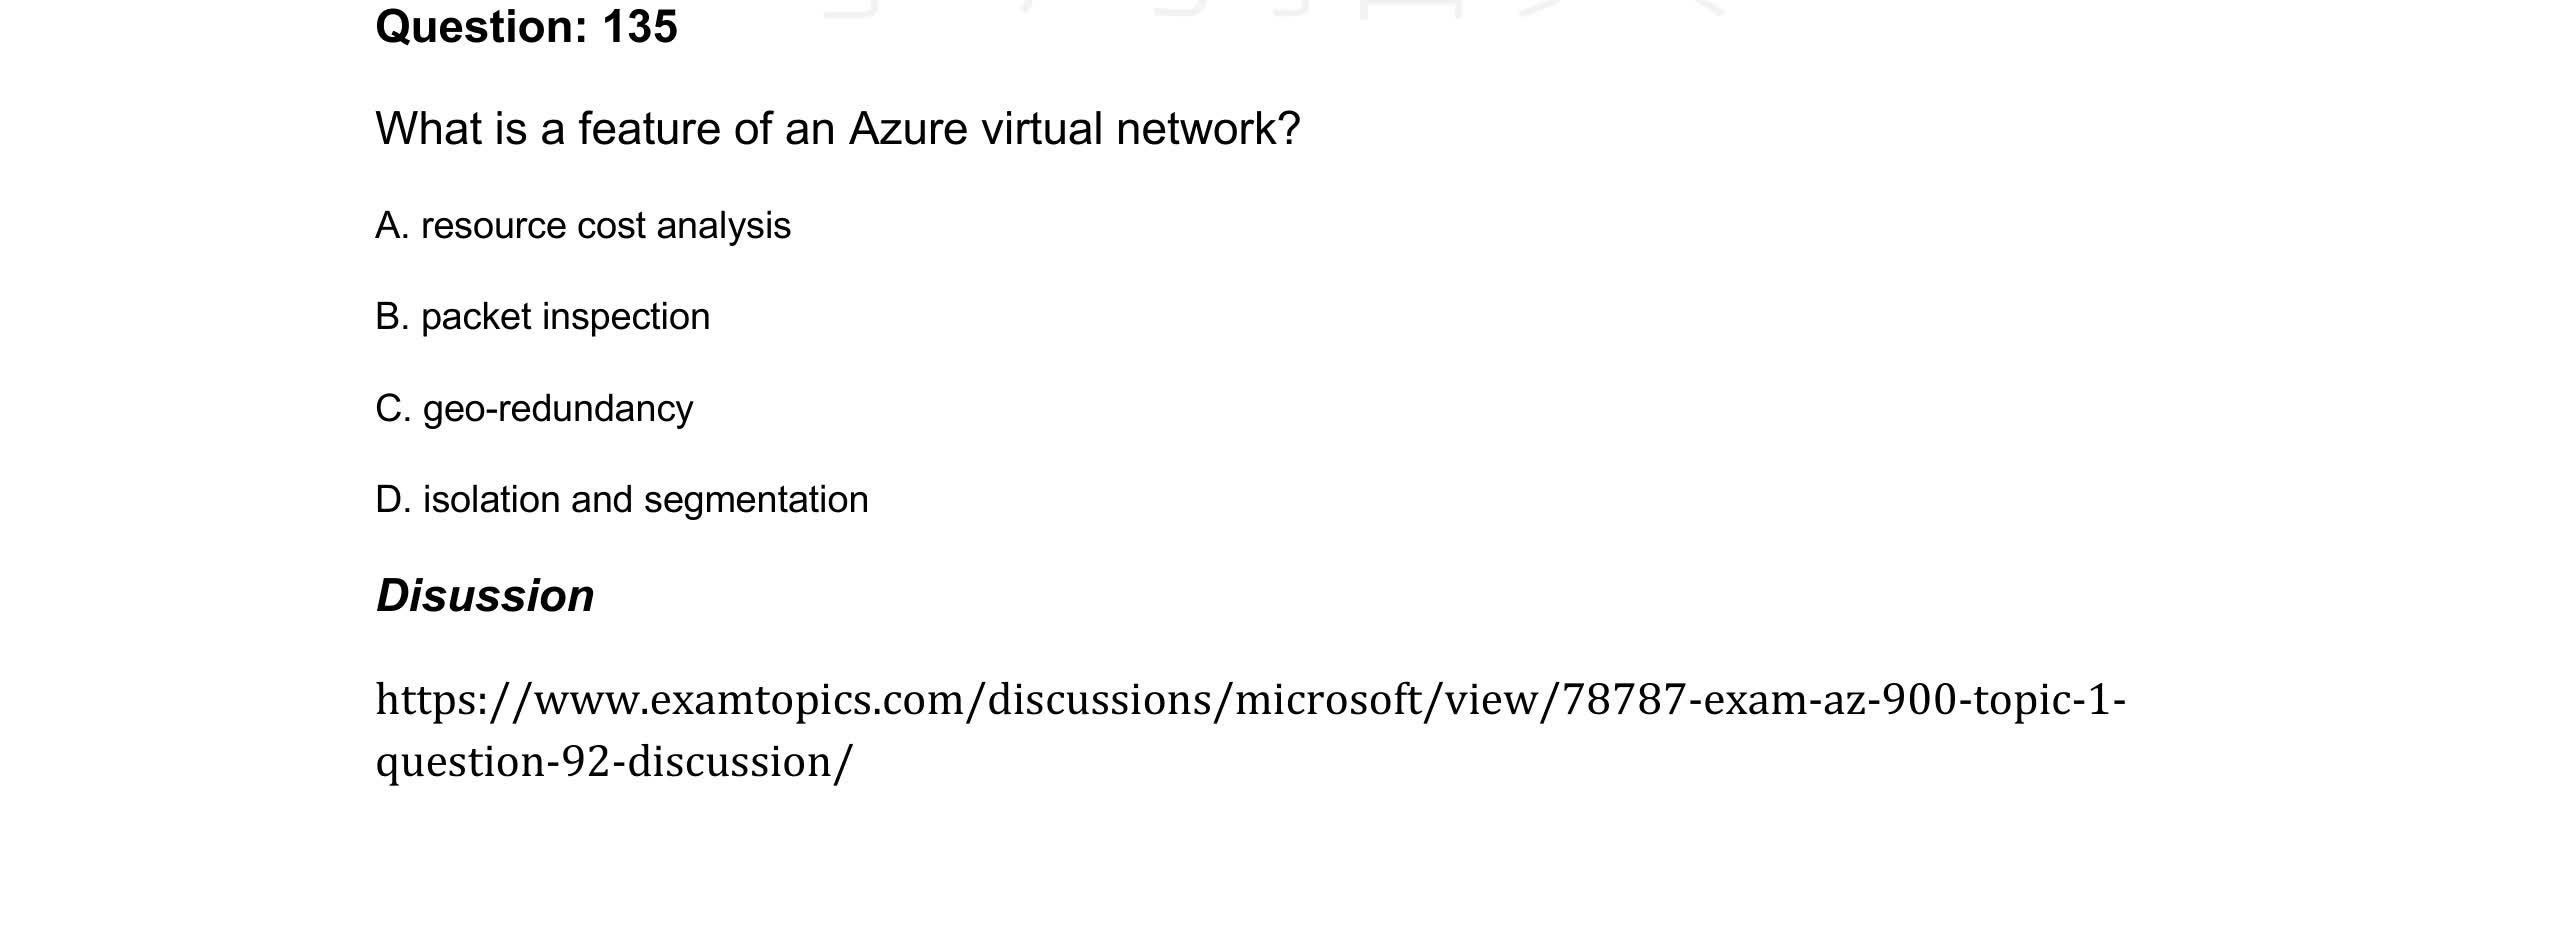 Question: 135
What is a feature of an Azure virtual network?
A. resource cost analysis
B. packet inspection
C. geo-redundancy
D. isolation and segmentation
Disussion
https://www.examtopics.com/discussions/microsoft/view/78787-exam-az-900-topic-1-
question-92-discussion/